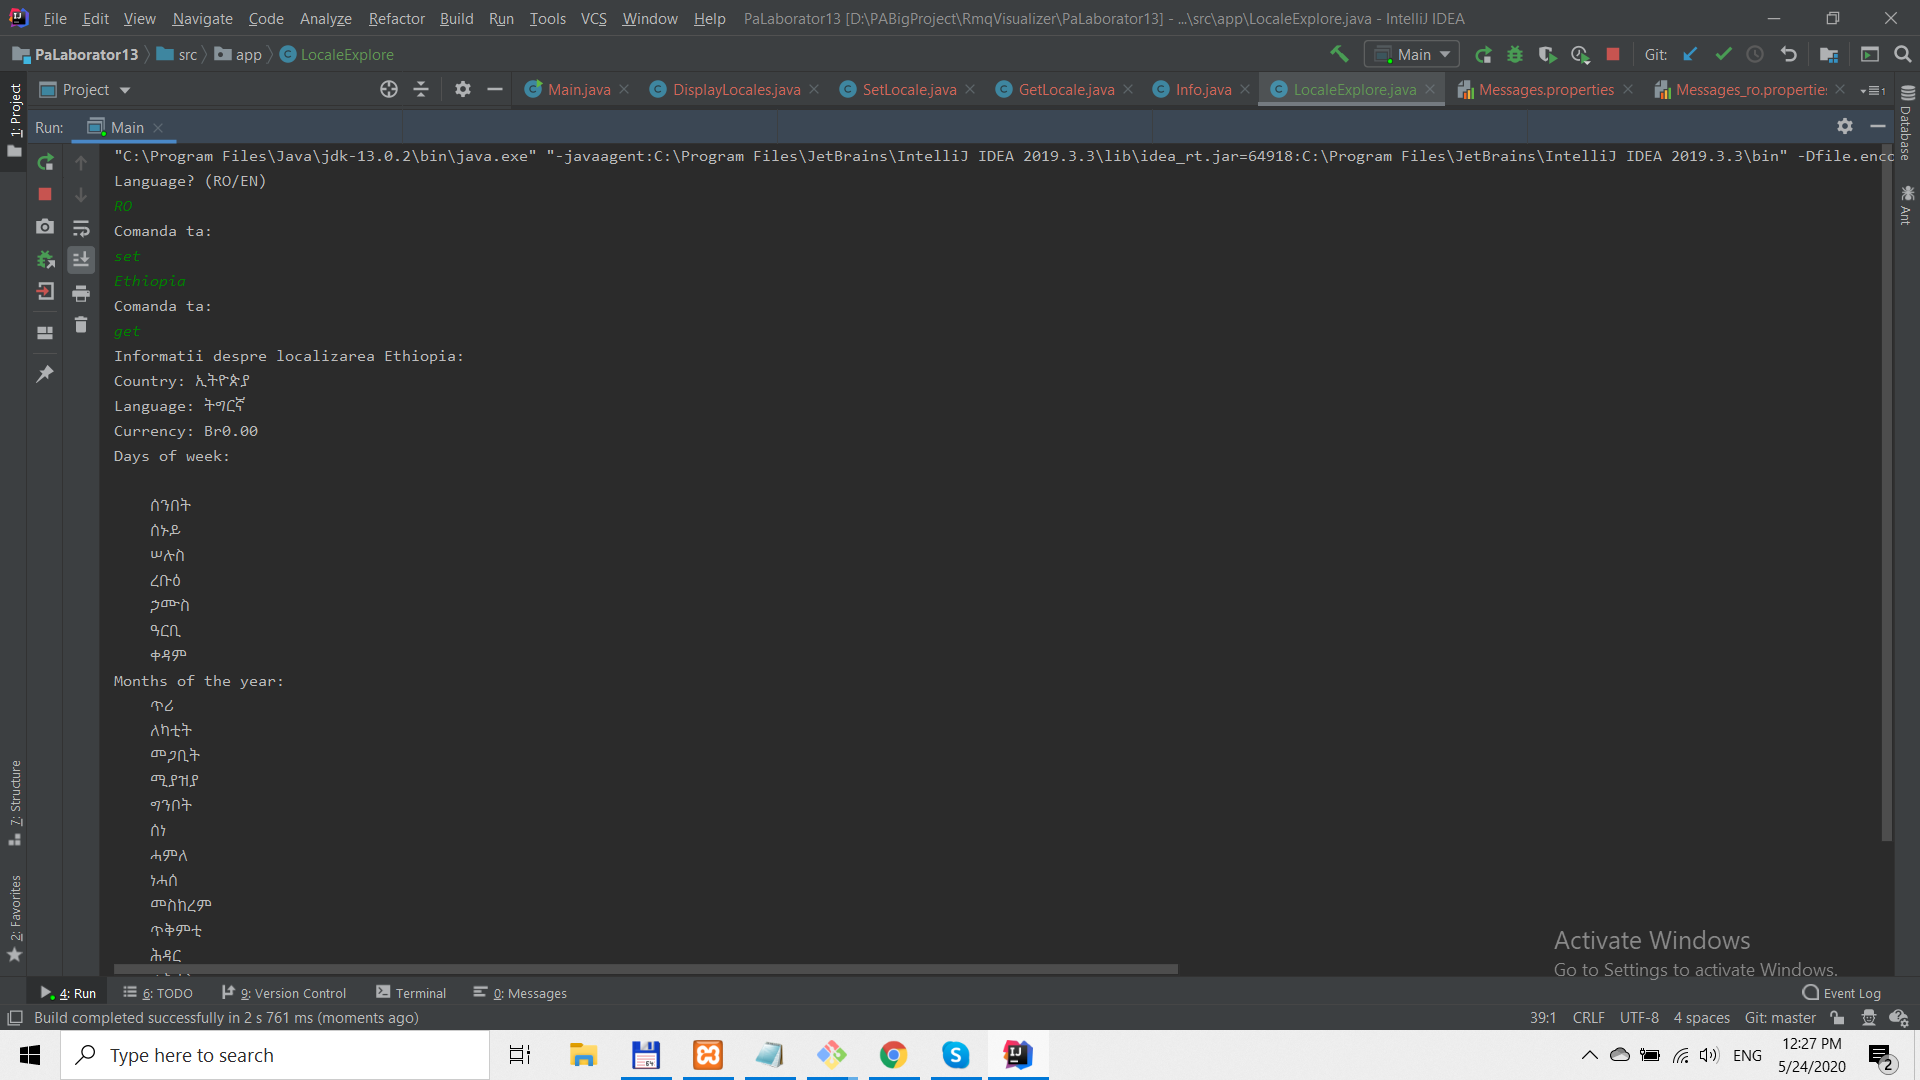 File Edit View Navigate Code Analyze Refactor Build Run Tools VCS Window Help PaLaborator13 [D:\PABigProject\RmqVisualizer\PaLaborator13] - ...\src\app\LocaleExplore.java - IntelliJ IDEA
PaLaborator13 src app LocaleExplore Main Git:
Project Main.java DisplayLocales.java SetLocale.java GetLocale.java Info.java LocaleExplore.java Messages.properties Messages_ro.properties
1: Project
Database
Ant
Run: Main
"C:\Program Files\Java\jdk-13.0.2\bin\java.exe" "-javaagent:C:\Program Files\JetBrains\IntelliJ IDEA 2019.3.3\lib\idea_rt.jar=64918:C:\Program Files\JetBrains\IntelliJ IDEA 2019.3.3\bin" -Dfile.enco
Language? (RO/EN)
RO
Comanda ta:
set
Ethiopia
Comanda ta:
get
Informatii despre localizarea Ethiopia:
Country: ኢትዮጵያ
Language: ትግርኛ
Currency: Br0.00
Days of week:
ሰንበት
ሰኑይ
ሠሉስ
ረቡዕ
ኃሙስ
ዓርቢ
ቀዳም
Months of the year:
ጥሪ
ለካቲት
መጋቢት
ሚያዝያ
ግንቦት
ሰነ
ሓምለ
ነሓሰ
መስከረም
ጥቅምቲ
ሕዳር
7: Structure
2: Favorites
Activate Windows
Go to Settings to activate Windows.
4: Run 6: TODO 9: Version Control Terminal 0: Messages Event Log
Build completed successfully in 2 s 761 ms (moments ago) 39:1 CRLF UTF-8 4 spaces Git: master
Type here to search ENG 12:27 PM
5/24/2020 2